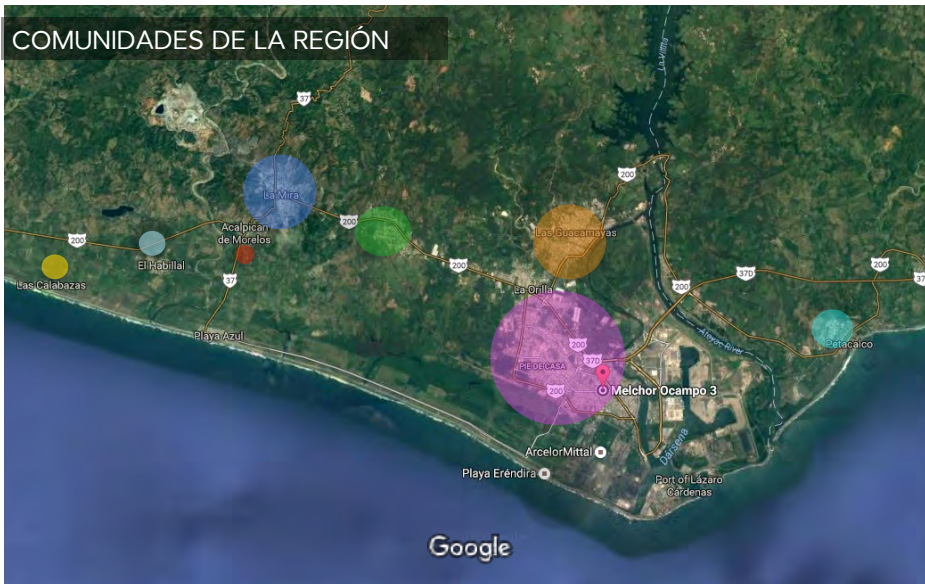 COMUNIDADES DE LA REGIÓN
La Villita
37
200
La Mira
200
Las Guacamayas
Acalpican
de Morelos
200
El Habillal
200
37D
200
37
Las Calabazas
37
200
La Orilla
Playa Azul
Atoyac River
Petacalco
200
37D
PIE DE CASA
200
Melchor Ocampo 3
ArcelorMittal
Dársena
Playa Eréndira
Port of Lázaro
Cárdenas
Google